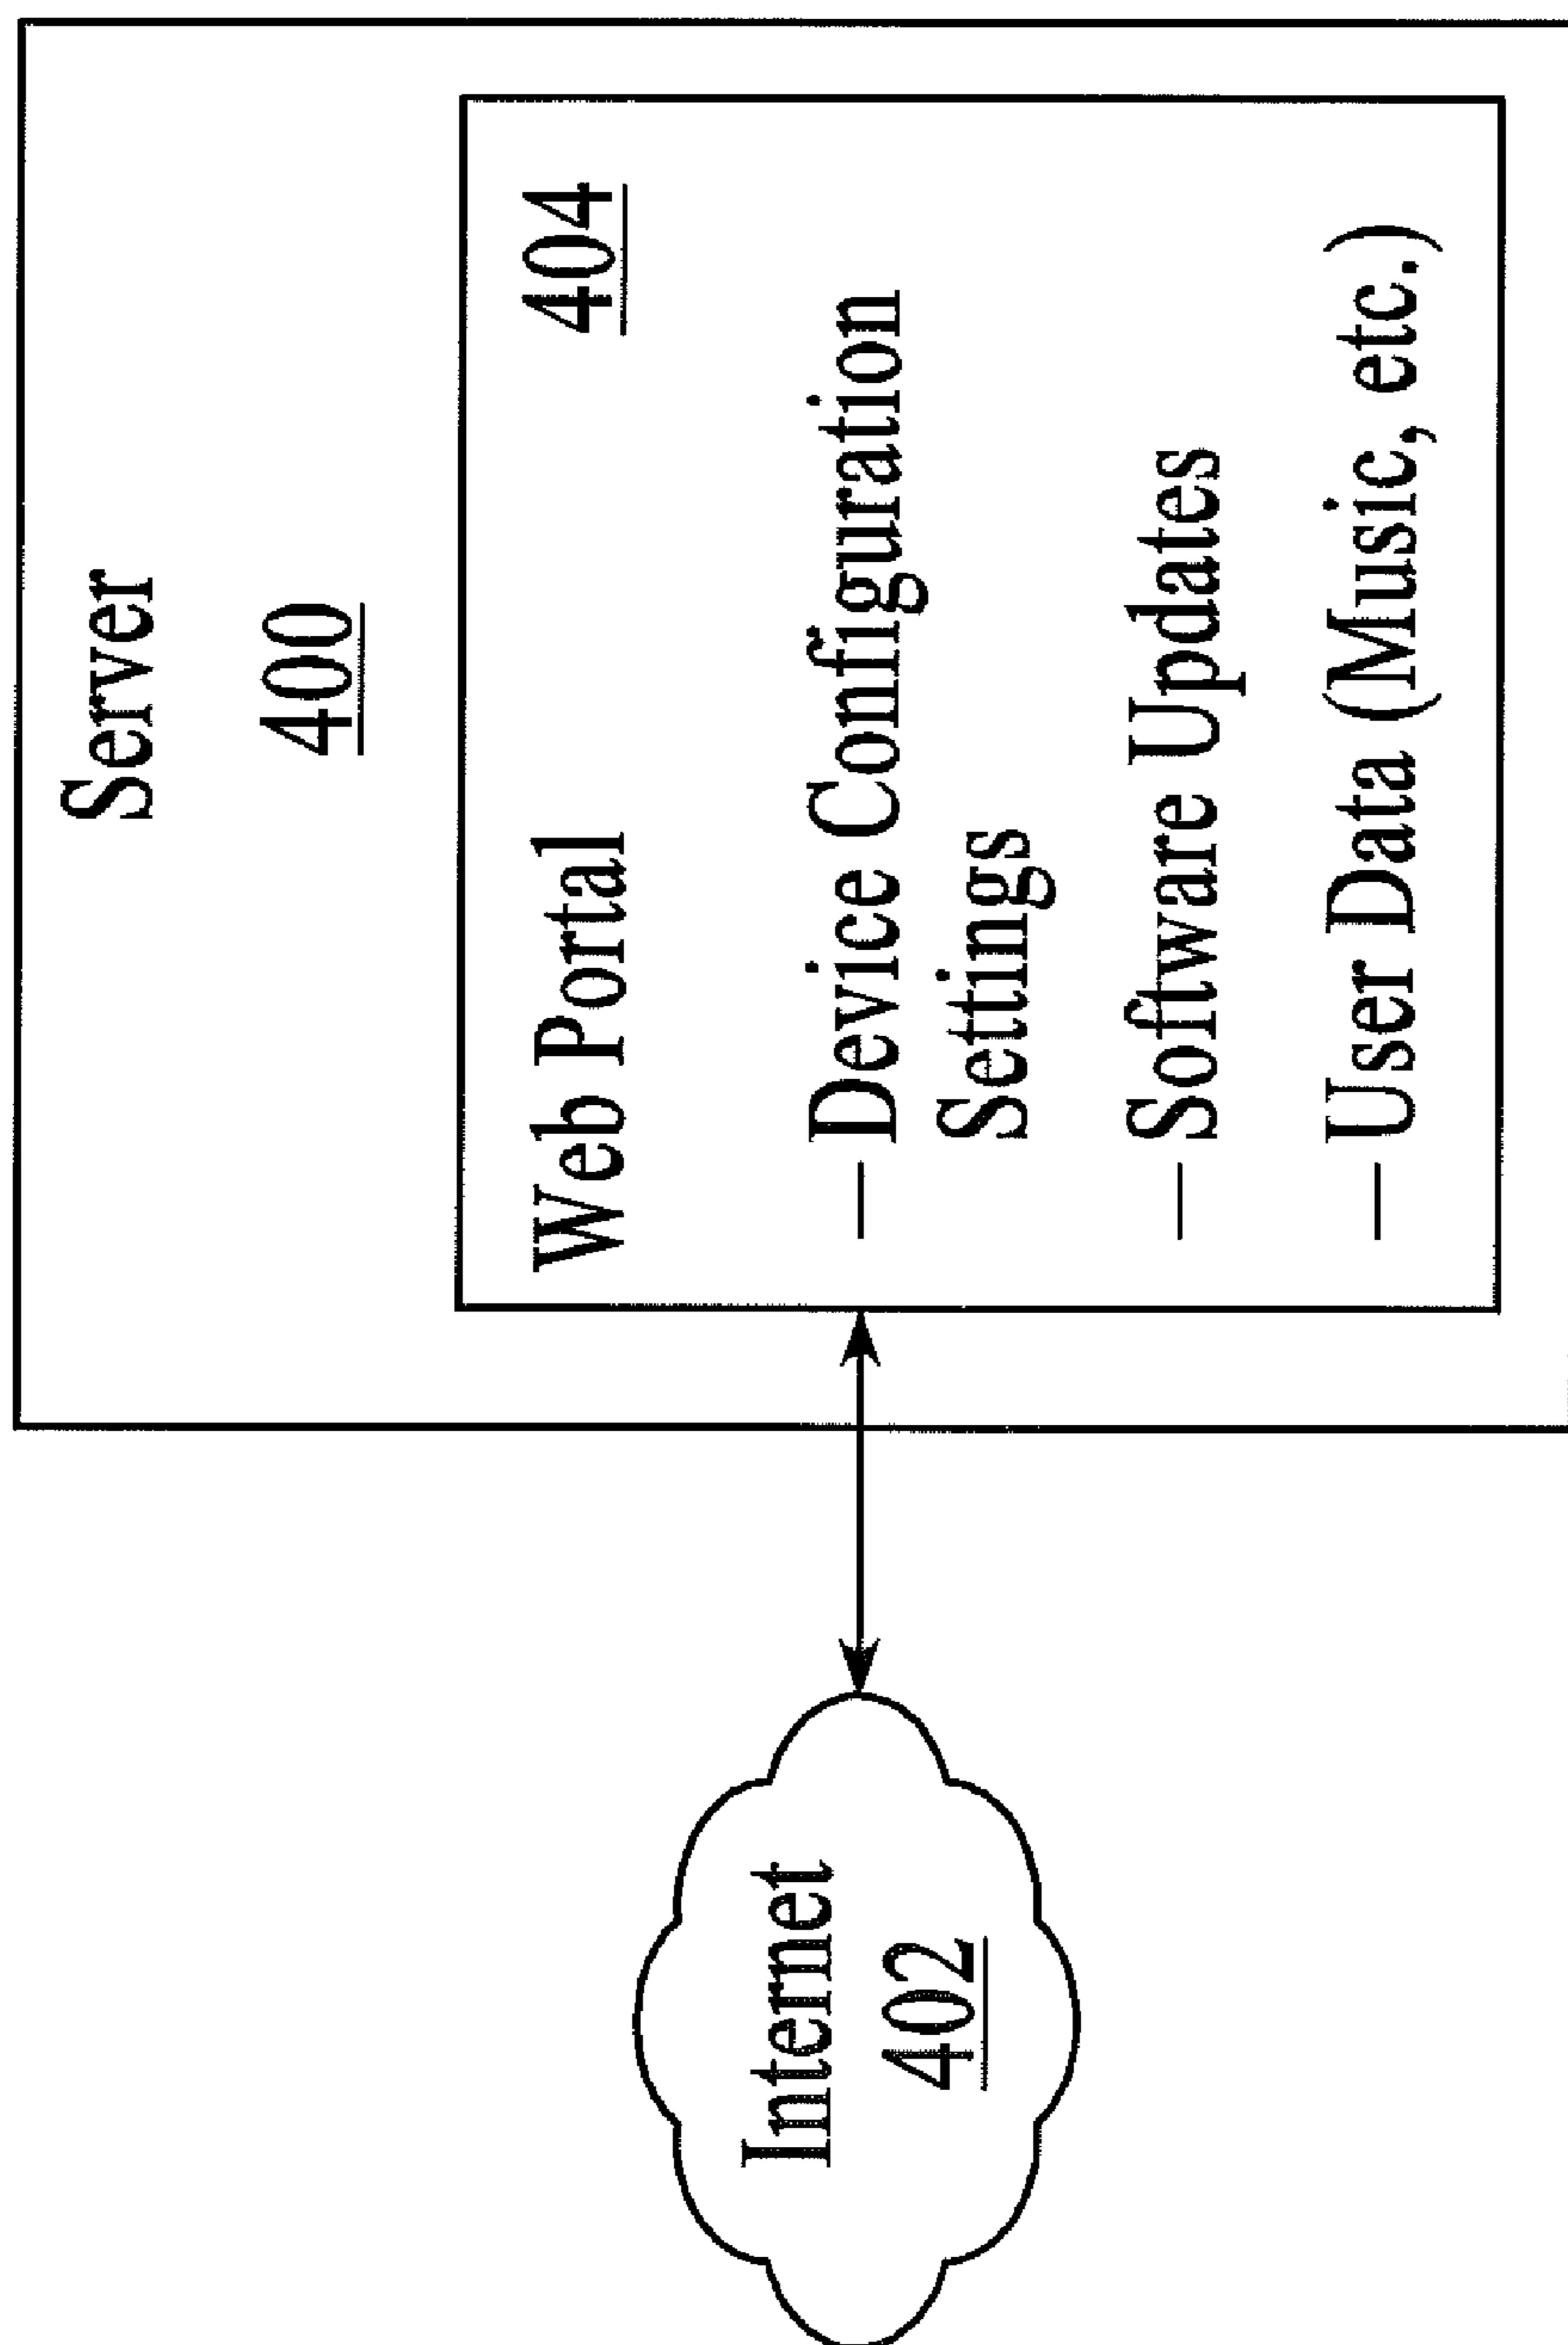 Server
400
Web Portal 404
– Device Configuration
Settings
– Software Updates
– User Data (Music, etc.)
Internet
402